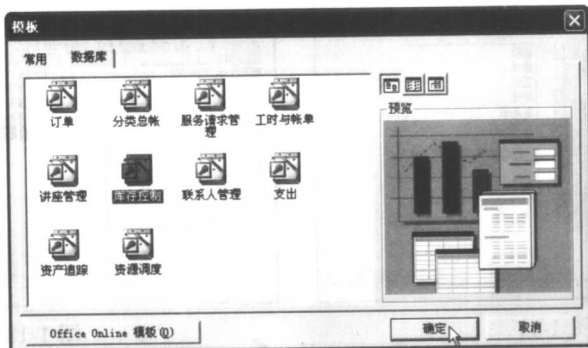 模板
常用 数据库
订单 分类总帐 服务请求管理 工时与帐单
讲座管理 库存控制 联系人管理 支出
资产追踪 资源调度
预览
Office Online 模板(O) 确定 取消